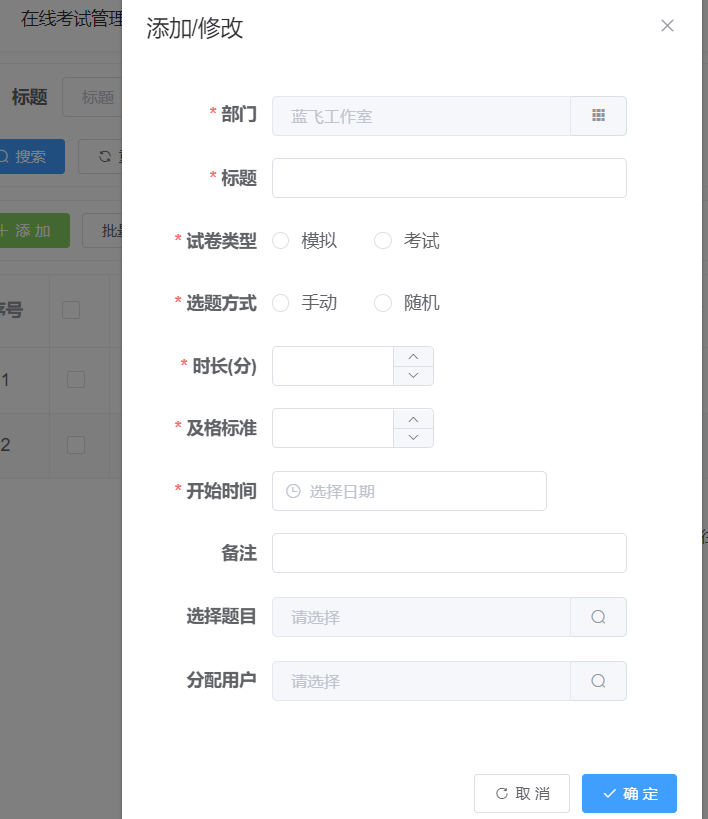 在线考试管理
添加/修改
标题 标题
搜索
添 加
序号
1
2
* 部门 蓝飞工作室
* 标题
* 试卷类型 模拟 考试
* 选题方式 手动 随机
* 时长(分)
* 及格标准
* 开始时间 选择日期
备注
选择题目 请选择
分配用户 请选择
取 消 确 定